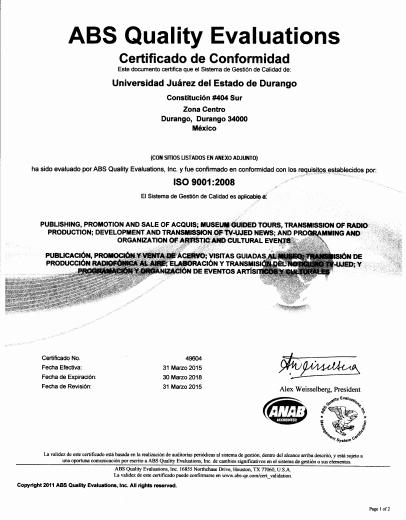 ABS Quality Evaluations
Certificado de Conformidad
Este documento certifica que el Sistema de Gestión de Calidad de:
Universidad Juárez del Estado de Durango
Constitución #404 Sur
Zona Centro
Durango, Durango 34000
México
(CON SITIOS LISTADOS EN ANEXO ADJUNTO)
ha sido evaluado por ABS Quality Evaluations, Inc. y fue confirmado en conformidad con los requisitos establecidos por:
ISO 9001:2008
El Sistema de Gestión de Calidad es aplicable a:
PUBLISHING, PROMOTION AND SALE OF ACQUIS; MUSEUM GUIDED TOURS, TRANSMISSION OF RADIO
PRODUCTION; DEVELOPMENT AND TRANSMISSION OF TV-UJED NEWS; AND PROGRAMMING AND
ORGANIZATION OF ARTISTIC AND CULTURAL EVENTS
PUBLICACIÓN, PROMOCIÓN Y VENTA DE ACERVO; VISITAS GUIADAS AL MUSEO; TRANSMISIÓN DE
PRODUCCIÓN RADIOFÓNICA AL AIRE; ELABORACIÓN Y TRANSMISIÓN DEL NOTICIERO TV-UJED; Y
PROGRAMACIÓN Y ORGANIZACIÓN DE EVENTOS ARTÍSTICOS Y CULTURALES
Certificado No. 49604
Fecha Efectiva: 31 Marzo 2015
Fecha de Expiración: 30 Marzo 2018
Fecha de Revisión: 31 Marzo 2015
Alex Weisselberg, President
ANAB
ACCREDITED
ABS Quality Evaluations, Inc.
Management System Certification
La validez de este certificado está basada en la realización de auditorías periódicas al sistema de gestión, dentro del alcance arriba descrito, y está sujeto a
una oportuna comunicación por escrito a ABS Quality Evaluations, Inc. de cambios significativos en el sistema de gestión o sus elementos.
ABS Quality Evaluations, Inc. 16855 Northchase Drive, Houston, TX 77060, U.S.A.
La validez de este certificado puede confirmarse en www.abs-qe.com/cert_validation.
Copyright 2011 ABS Quality Evaluations, Inc. All rights reserved.
Page 1 of 2